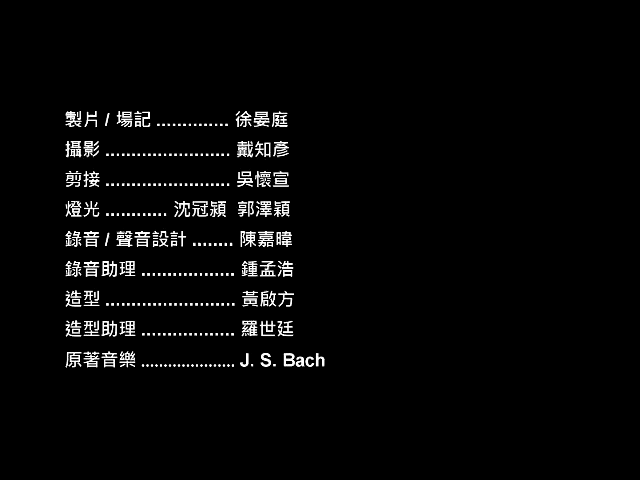 製片 / 場記 .............. 徐晏庭
攝影 ........................ 戴知彥
剪接 ........................ 吳懷宣
燈光 ............ 沈冠潁 郭澤穎
錄音 / 聲音設計 ........ 陳嘉暐
錄音助理 .................. 鍾孟浩
造型 ......................... 黃啟方
造型助理 .................. 羅世廷
原著音樂 ...................... J. S. Bach